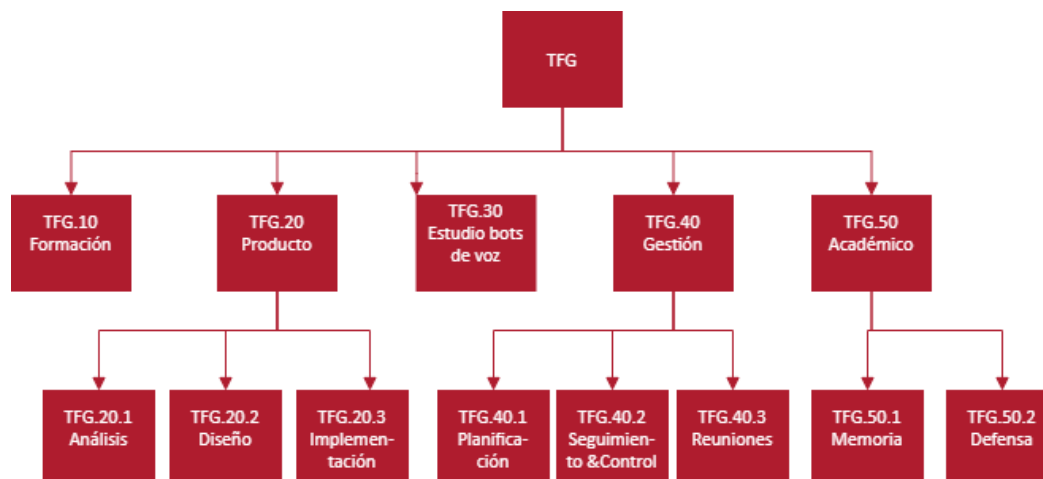 TFG
TFG.10
Formación
TFG.20
Producto
TFG.30
Estudio bots
de voz
TFG.40
Gestión
TFG.50
Académico
TFG.20.1
Análisis
TFG.20.2
Diseño
TFG.20.3
Implemen-
tación
TFG.40.1
Planifica-
ción
TFG.40.2
Seguimien-
to &Control
TFG.40.3
Reuniones
TFG.50.1
Memoria
TFG.50.2
Defensa